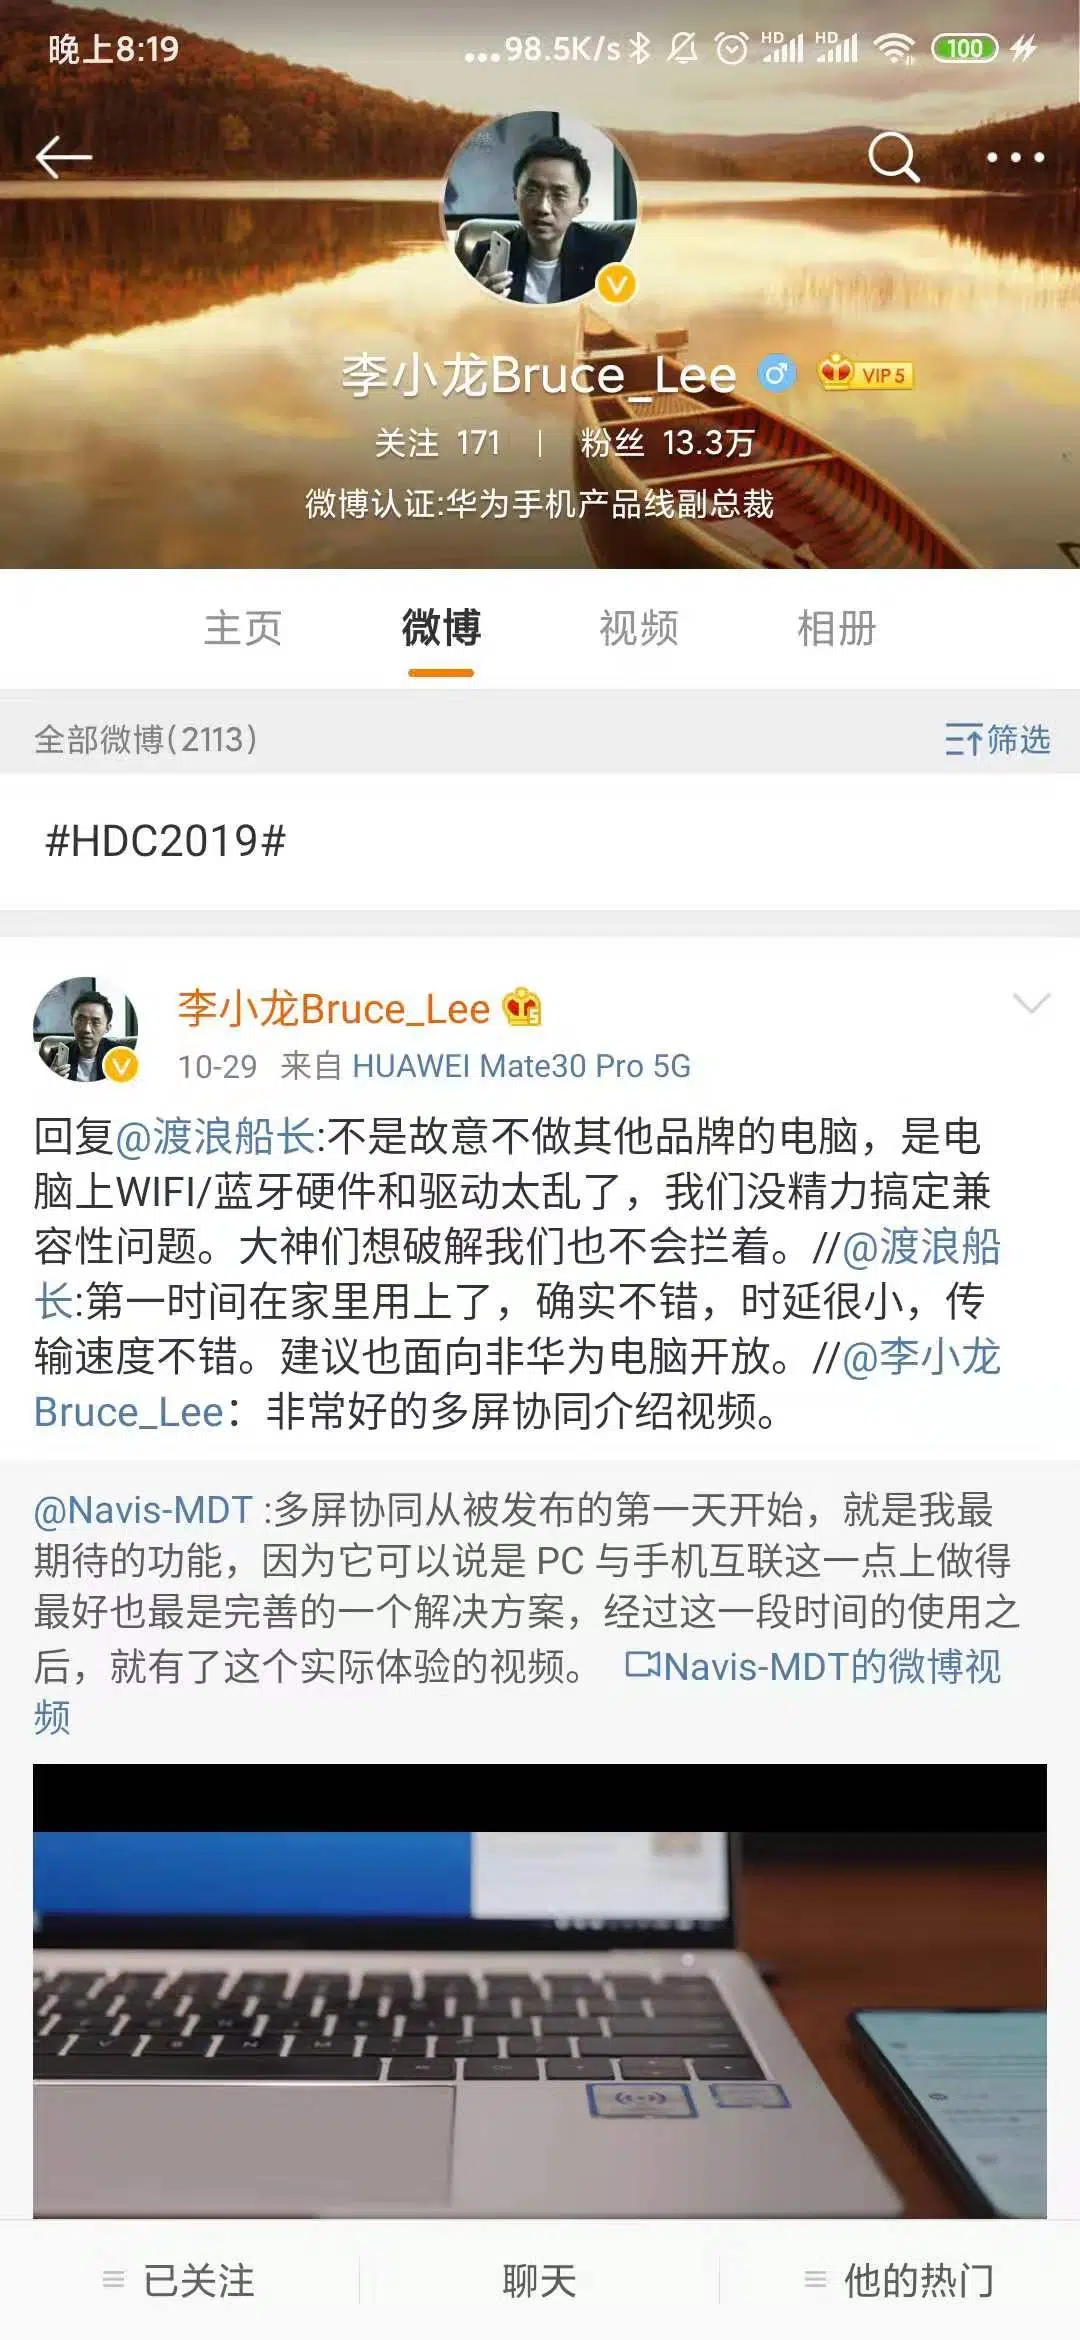 晚上8:19
...98.5K/s HD HD 100
李小龙Bruce_Lee VIP 5
关注 171 | 粉丝 13.3万
微博认证:华为手机产品线副总裁
主页 微博 视频 相册
全部微博(2113) 筛选
#HDC2019#
李小龙Bruce_Lee 5
10-29 来自 HUAWEI Mate30 Pro 5G
回复@渡浪船长:不是故意不做其他品牌的电脑，是电
脑上WIFI/蓝牙硬件和驱动太乱了，我们没精力搞定兼
容性问题。大神们想破解我们也不会拦着。//@渡浪船
长:第一时间在家里用上了，确实不错，时延很小，传
输速度不错。建议也面向非华为电脑开放。//@李小龙
Bruce_Lee：非常好的多屏协同介绍视频。
@Navis-MDT :多屏协同从被发布的第一天开始，就是我最
期待的功能，因为它可以说是 PC 与手机互联这一点上做得
最好也最是完善的一个解决方案，经过这一段时间的使用之
后，就有了这个实际体验的视频。 Navis-MDT的微博视
频
已关注 聊天 他的热门